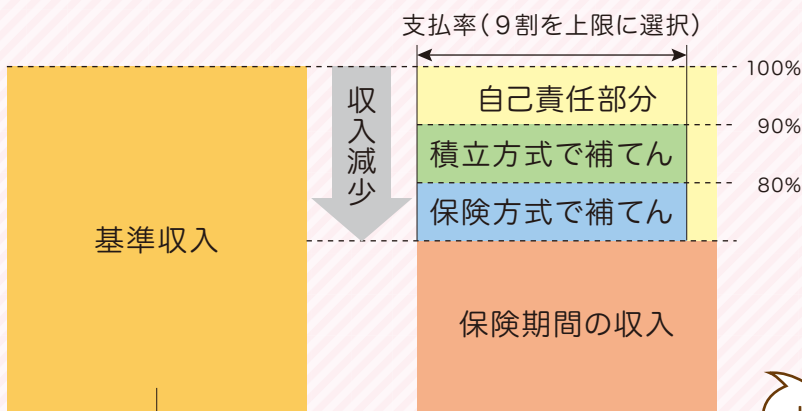 支払率（9割を上限に選択）
100%
収入減少
自己責任部分
90%
積立方式で補てん
80%
保険方式で補てん
基準収入
保険期間の収入